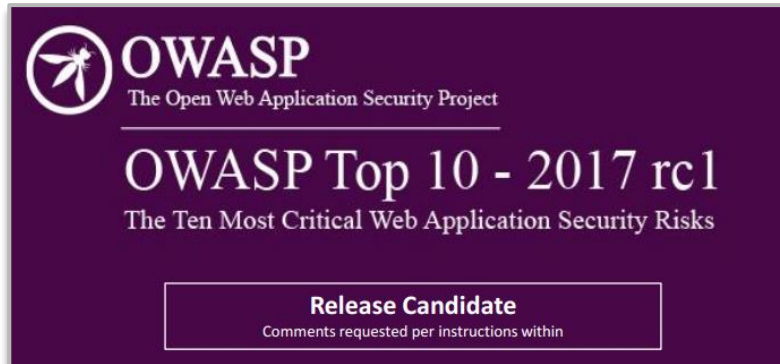 OWASP
The Open Web Application Security Project
OWASP Top 10 - 2017 rc1
The Ten Most Critical Web Application Security Risks
Release Candidate
Comments requested per instructions within